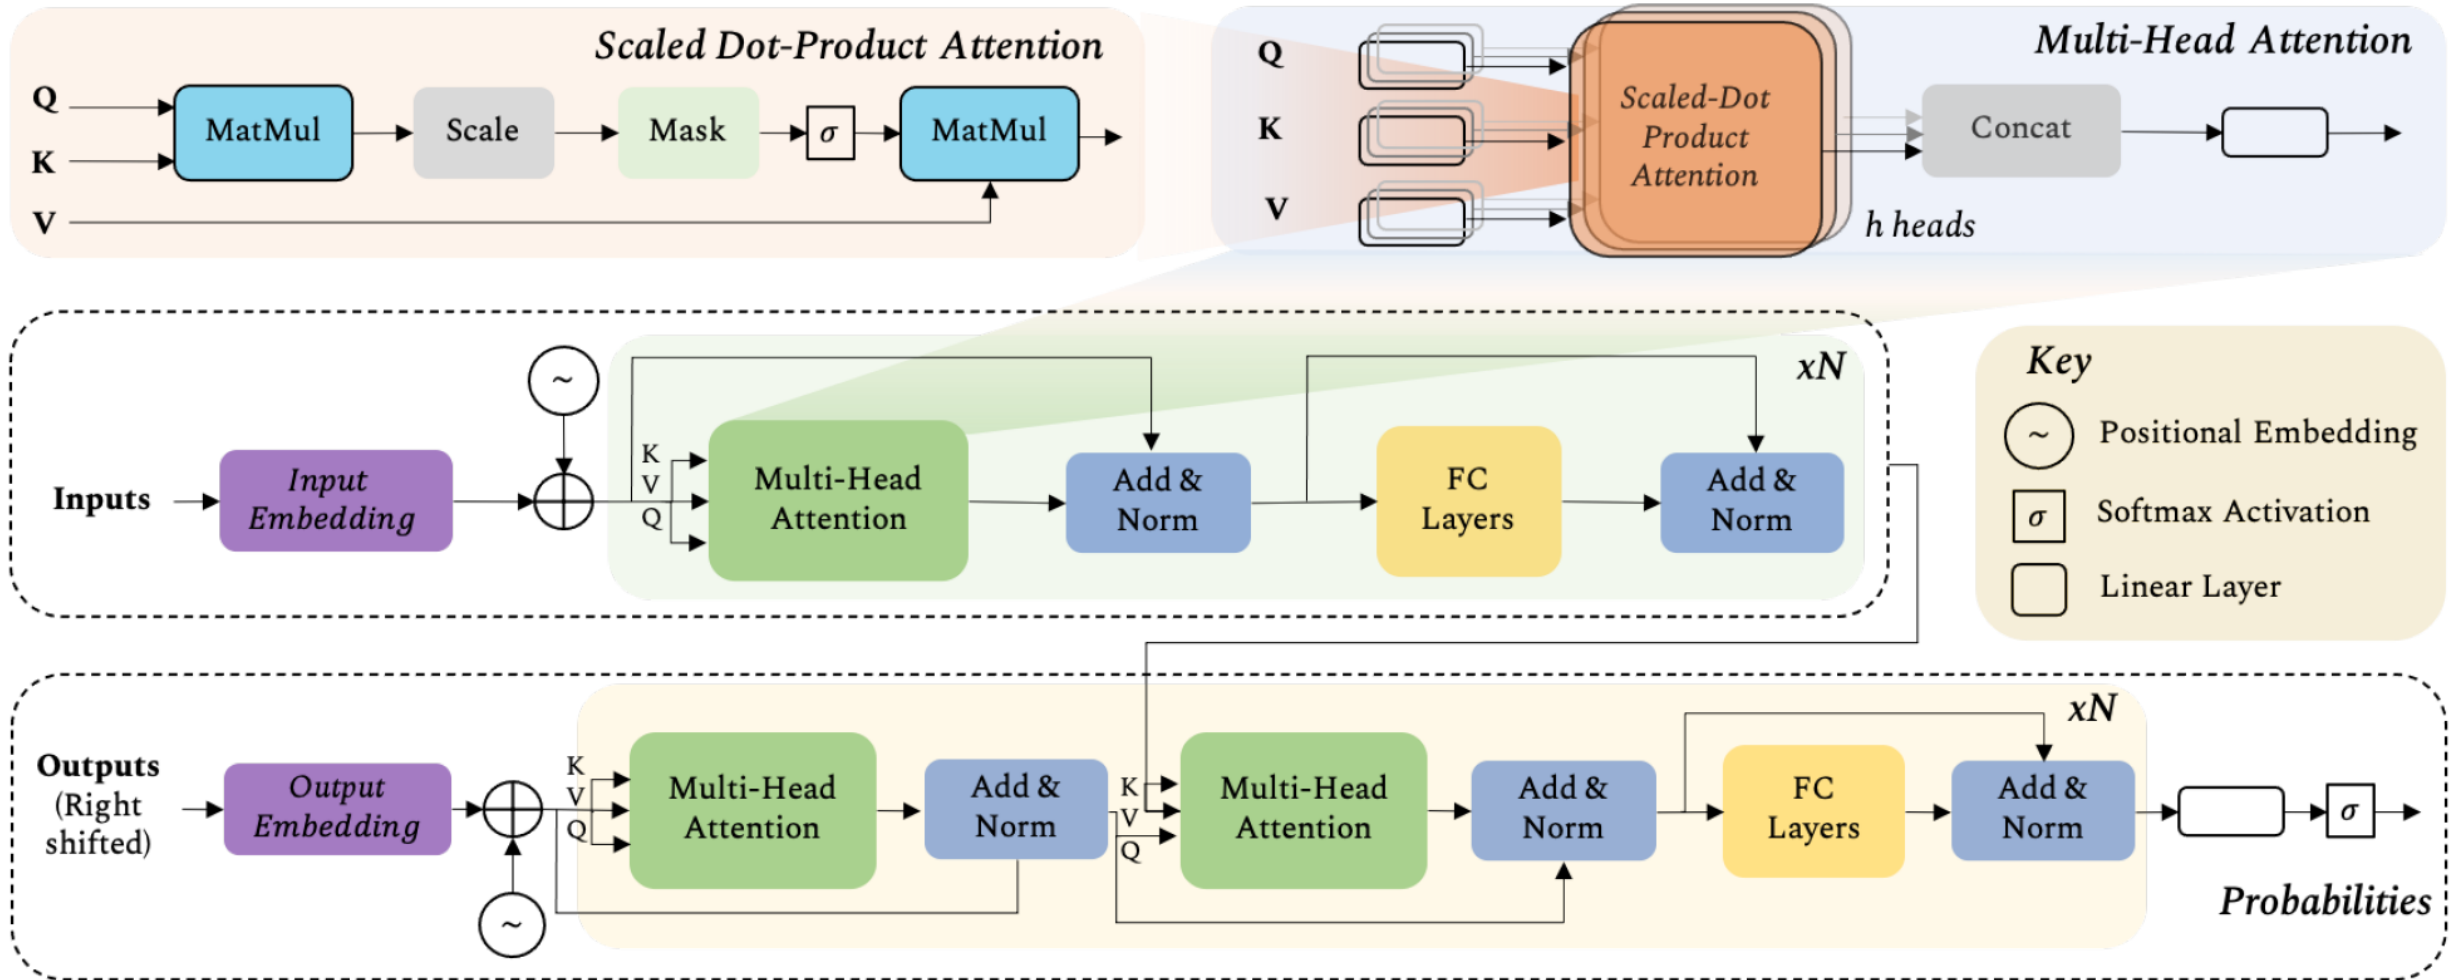 Scaled Dot-Product Attention
Q
K
V
MatMul
Scale
Mask
σ
MatMul
Multi-Head Attention
Q
K
V
Scaled-Dot
Product
Attention
h heads
Concat
xN
Inputs
Input
Embedding
~
K
V
Q
Multi-Head
Attention
Add &
Norm
FC
Layers
Add &
Norm
Key
~
Positional Embedding
σ
Softmax Activation
Linear Layer
xN
Outputs
(Right
shifted)
Output
Embedding
~
K
V
Q
Multi-Head
Attention
Add &
Norm
K
V
Q
Multi-Head
Attention
Add &
Norm
FC
Layers
Add &
Norm
σ
Probabilities